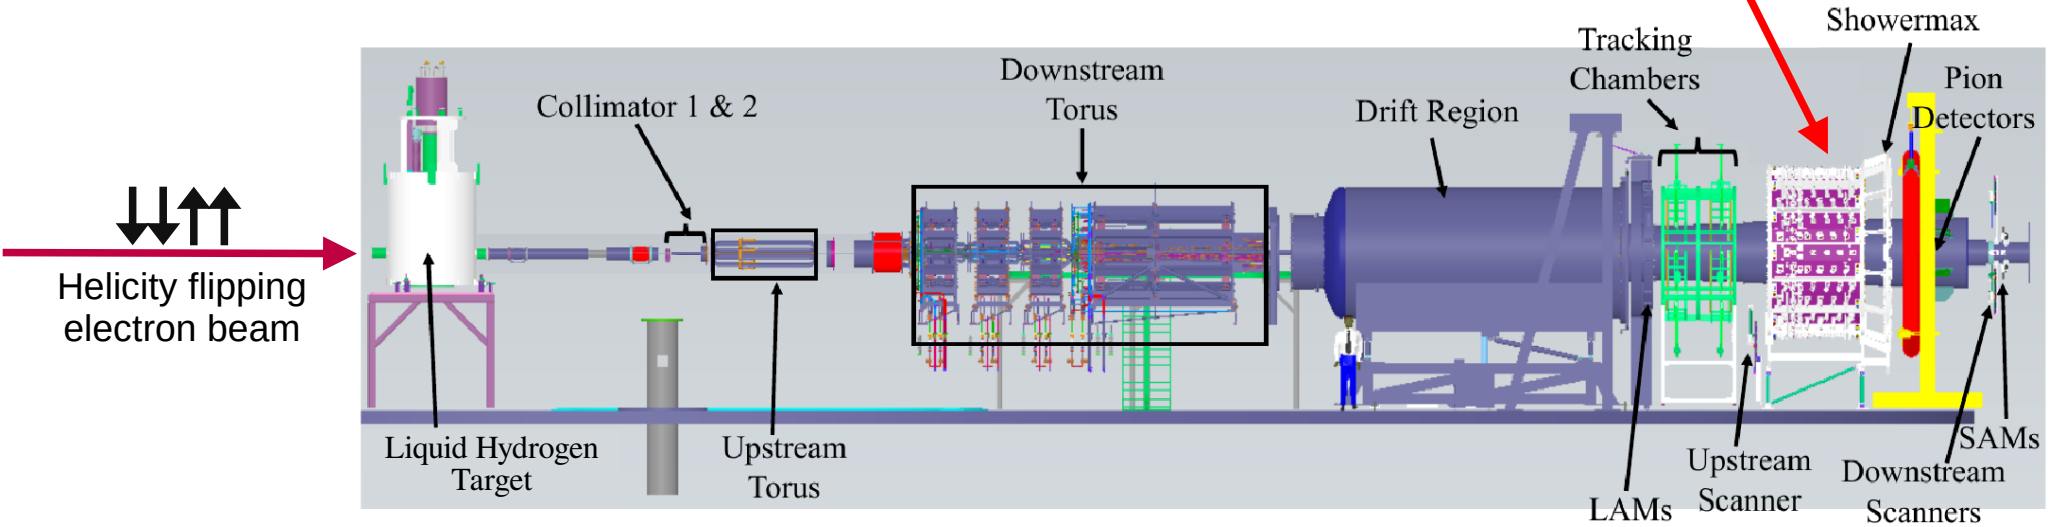 Showermax
Tracking
Chambers
Downstream
Torus
Pion
Detectors
Collimator 1 & 2
Drift Region
Helicity flipping
electron beam
Liquid Hydrogen
Target
Upstream
Torus
LAMs
Upstream
Scanner
Downstream
Scanners
SAMs